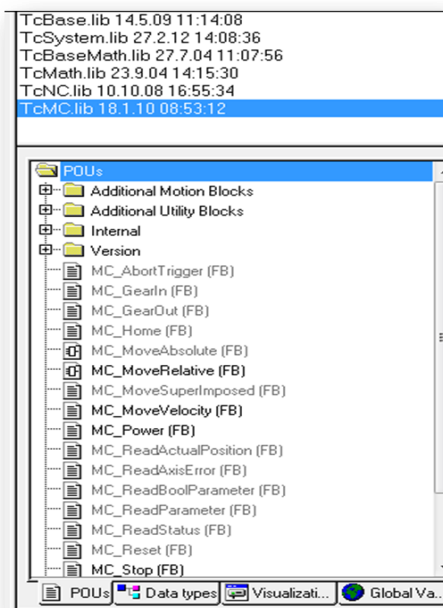 TcBase.lib 14.5.09 11:14:08
TcSystem.lib 27.2.12 14:08:36
TcBaseMath.lib 27.7.04 11:07:56
TcMath.lib 23.9.04 14:15:30
TcNC.lib 10.10.08 16:55:34
TcMC.lib 18.1.10 08:53:12
POUs
Additional Motion Blocks
Additional Utility Blocks
Internal
Version
MC_AbortTrigger (FB)
MC_GearIn (FB)
MC_GearOut (FB)
MC_Home (FB)
MC_MoveAbsolute (FB)
MC_MoveRelative (FB)
MC_MoveSuperImposed (FB)
MC_MoveVelocity (FB)
MC_Power (FB)
MC_ReadActualPosition (FB)
MC_ReadAxisError (FB)
MC_ReadBoolParameter (FB)
MC_ReadParameter (FB)
MC_ReadStatus (FB)
MC_Reset (FB)
MC_Stop (FB)
POUs Data types Visualizati... Global Va...